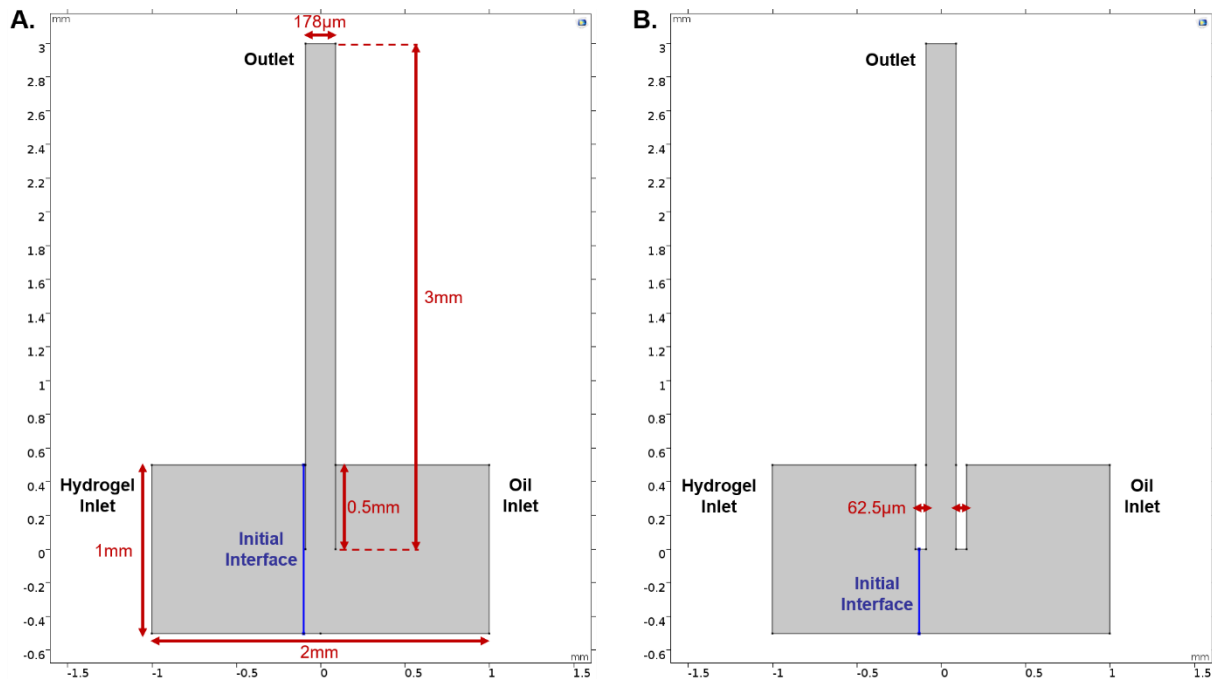 A.
mm
178µm
Outlet
3
2.8
2.6
2.4
2.2
2
1.8
1.6
1.4
1.2
1
0.8
0.6
0.4
0.2
0
-0.2
-0.4
-0.6
3mm
Hydrogel
Inlet
Oil
Inlet
0.5mm
1mm
Initial
Interface
2mm
mm
-1.5
-1
-0.5
0
0.5
1
1.5
B.
mm
Outlet
3
2.8
2.6
2.4
2.2
2
1.8
1.6
1.4
1.2
1
0.8
0.6
0.4
0.2
0
-0.2
-0.4
-0.6
Hydrogel
Inlet
62.5µm
Oil
Inlet
Initial
Interface
mm
-1.5
-1
-0.5
0
0.5
1
1.5